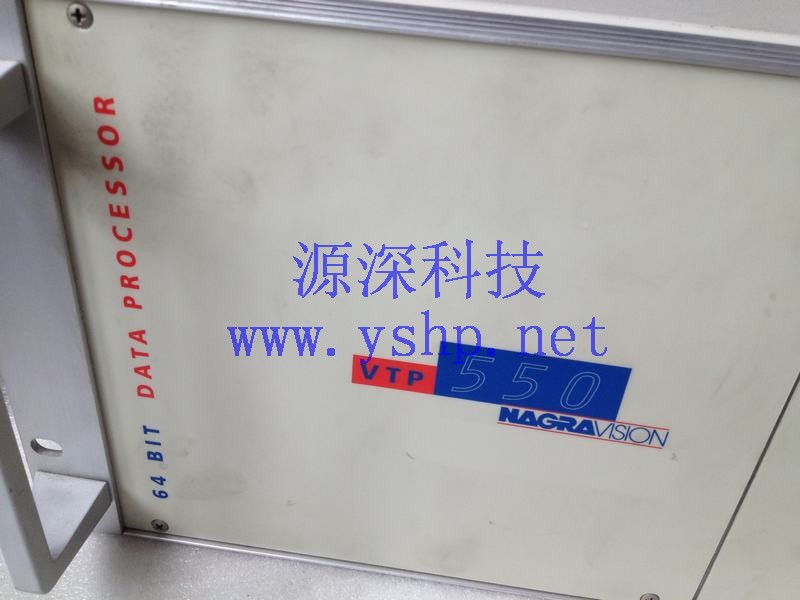 64 BIT DATA PROCESSOR
源深科技
www.yshp.net
VTP 550
NAGRAVISION